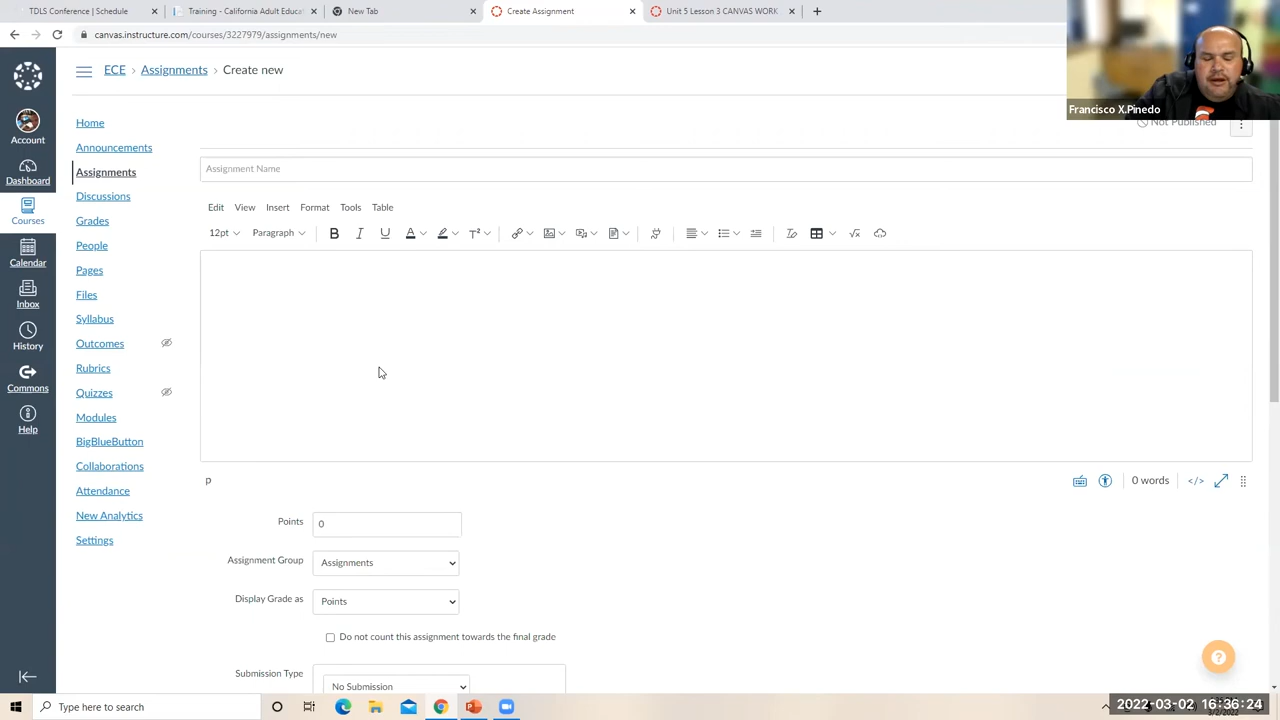 TDLS Conference | Schedule
Training - California Adult Educa
New Tab
Create Assignment
Unit 5 Lesson 3 CANVAS WORK
canvas.instructure.com/courses/3227979/assignments/new
Francisco X.Pinedo
ECE > Assignments > Create new
Not Published
Account
Dashboard
Courses
Calendar
Inbox
History
Commons
Help
Home
Announcements
Assignments
Discussions
Grades
People
Pages
Files
Syllabus
Outcomes
Rubrics
Quizzes
Modules
BigBlueButton
Collaborations
Attendance
New Analytics
Settings
Assignment Name
Edit View Insert Format Tools Table
12pt Paragraph B I U A T²
p
0 words </>
Points 0
Assignment Group Assignments
Display Grade as Points
Do not count this assignment towards the final grade
Submission Type No Submission
Type here to search
2022-03-02 16:36:24